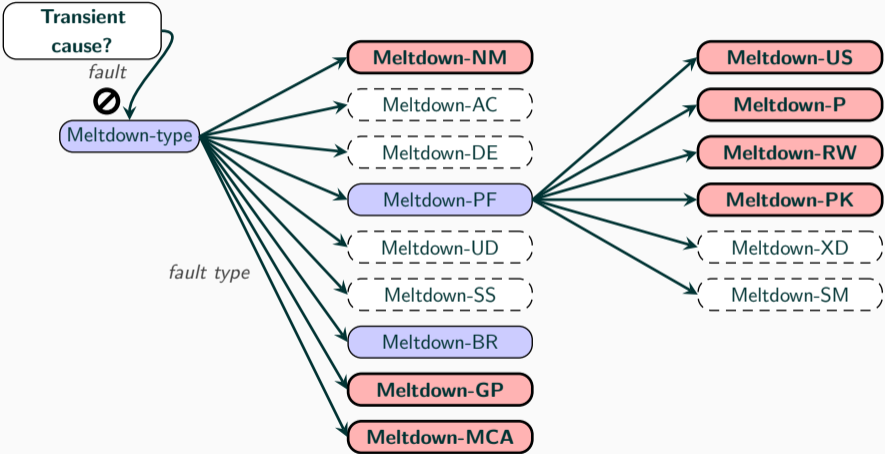 Transient
cause?
fault
Meltdown-type
fault type
Meltdown-NM
Meltdown-AC
Meltdown-DE
Meltdown-PF
Meltdown-UD
Meltdown-SS
Meltdown-BR
Meltdown-GP
Meltdown-MCA
Meltdown-US
Meltdown-P
Meltdown-RW
Meltdown-PK
Meltdown-XD
Meltdown-SM